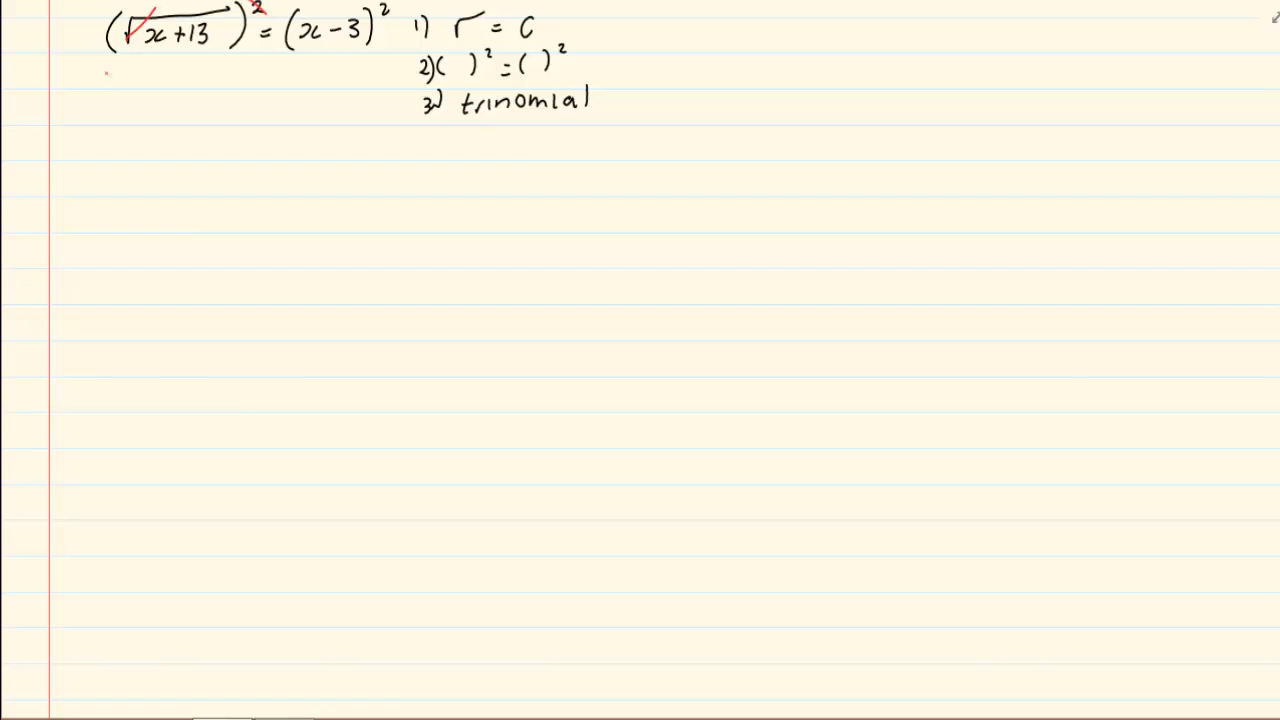 (√x+13)² = (x-3)² 1) √ = C
2) ( )² = ( )²
3) trinomial